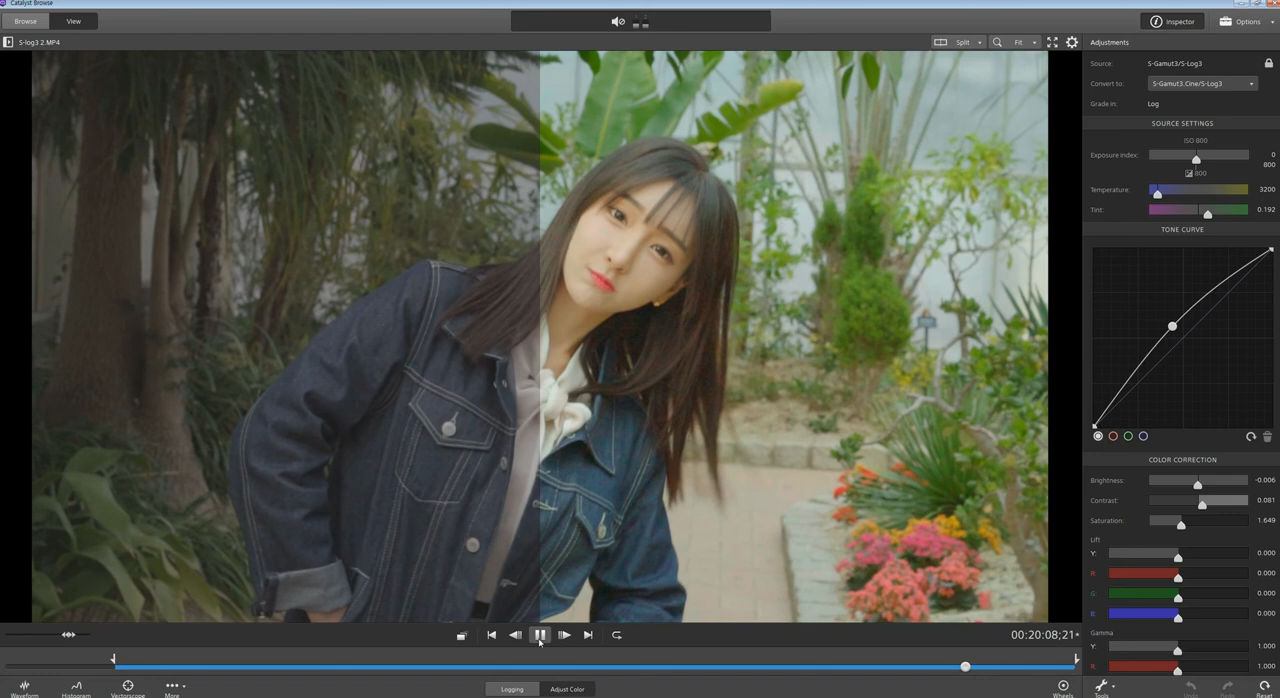 Catalyst Browse
Browse View Inspector Options
S-log3 2.MP4 Split Fit Adjustments
Source: S-Gamut3/S-Log3
Convert to: S-Gamut3.Cine/S-Log3
Grade in: Log
SOURCE SETTINGS
ISO 800
Exposure index: 0
800
800
Temperature: 3200
Tint: 0.192
TONE CURVE
COLOR CORRECTION
Brightness: -0.006
Contrast: 0.081
Saturation: 1.649
Lift
Y: 0.000
R: 0.000
G: 0.000
B: 0.000
Gamma
Y: 1.000
R: 1.000
00:20:08;21
Waveform Histogram Vectorscope More Logging Adjust Color Wheels Tools Undo Redo Reset